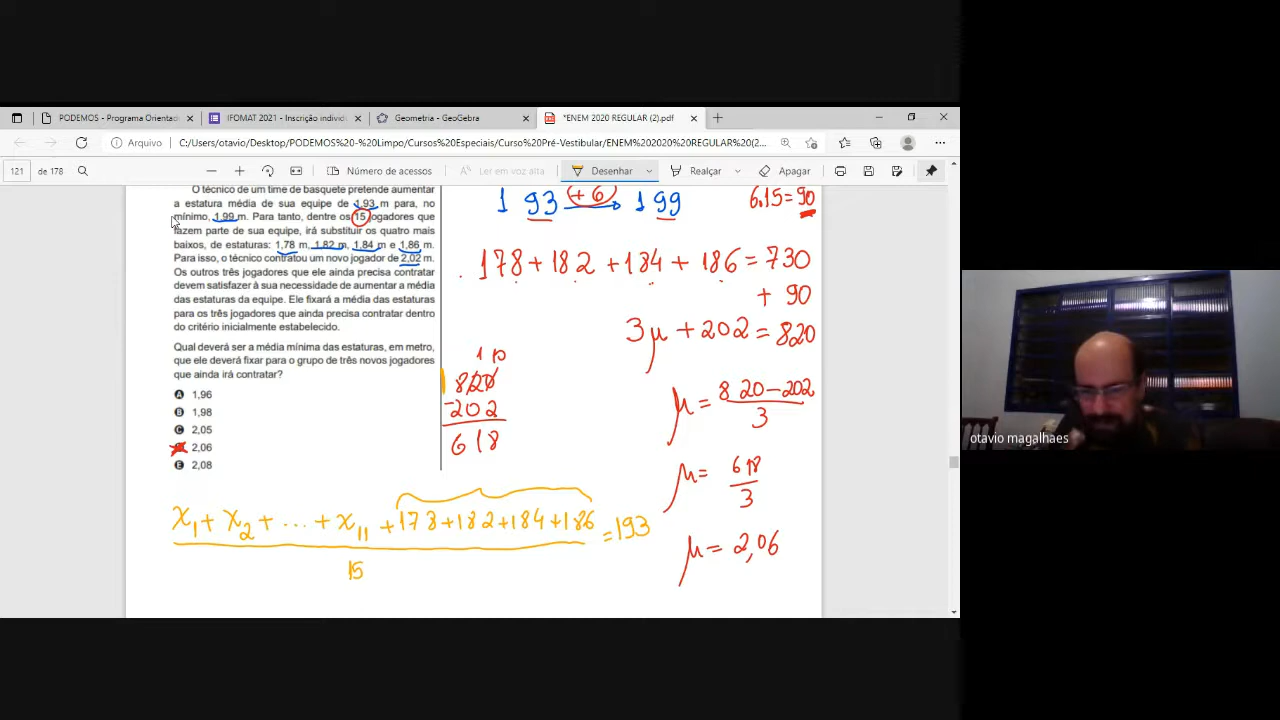 PODEMOS - Programa Orientad
IFOMAT 2021 - Inscrição individ
Geometria - GeoGebra
*ENEM 2020 REGULAR (2).pdf
Arquivo
C:/Users/otavio/Desktop/PODEMOS%20-%20Limpo/Cursos%20Especiais/Curso%20Pré-Vestibular/ENEM%202020%20REGULAR%20(2...
121 de 178
Número de acessos
Ler em voz alta
Desenhar
Realçar
Apagar
O técnico de um time de basquete pretende aumentar
a estatura média de sua equipe de 1,93 m para, no
mínimo, 1,99 m. Para tanto, dentre os 15 jogadores que
fazem parte de sua equipe, irá substituir os quatro mais
baixos, de estaturas: 1,78 m, 1,82 m, 1,84 m e 1,86 m.
Para isso, o técnico contratou um novo jogador de 2,02 m.
Os outros três jogadores que ele ainda precisa contratar
devem satisfazer à sua necessidade de aumentar a média
das estaturas da equipe. Ele fixará a média das estaturas
para os três jogadores que ainda precisa contratar dentro
do critério inicialmente estabelecido.
Qual deverá ser a média mínima das estaturas, em metro,
que ele deverá fixar para o grupo de três novos jogadores
que ainda irá contratar?
A 1,96
B 1,98
C 2,05
2,06
E 2,08
1 10
820
-202
618
1 93 +6 199
6.15=90
178+182+184+186=730
+ 90
3μ+202=820
μ=820-202
3
μ=618
3
μ=2,06
x1+x2+...+x11+178+182+184+186=193
15
otavio magalhaes